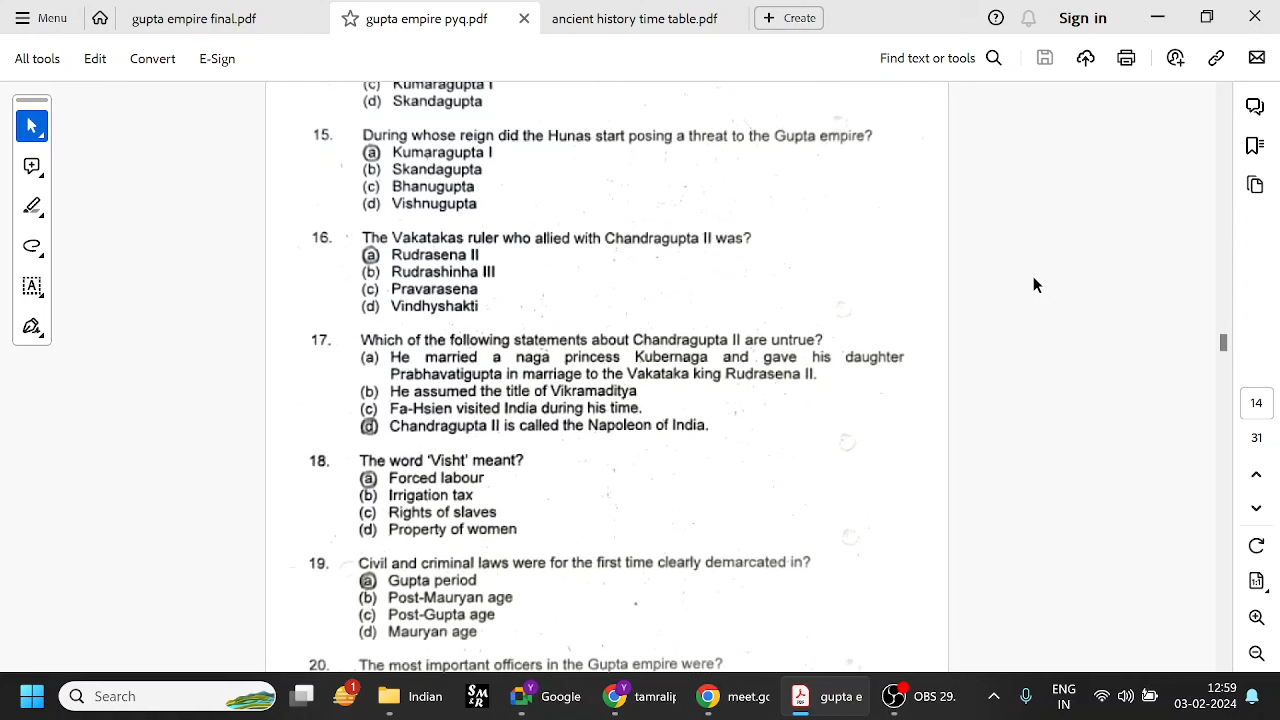 Menu
gupta empire final.pdf
gupta empire pyq.pdf
ancient history time table.pdf
Create
Sign in
All tools
Edit
Convert
E-Sign
Find text or tools
(c) Kumaragupta I
(d) Skandagupta
15. During whose reign did the Hunas start posing a threat to the Gupta empire?
(a) Kumaragupta I
(b) Skandagupta
(c) Bhanugupta
(d) Vishnugupta
16. The Vakatakas ruler who allied with Chandragupta II was?
(a) Rudrasena II
(b) Rudrashinha III
(c) Pravarasena
(d) Vindhyshakti
17. Which of the following statements about Chandragupta II are untrue?
(a) He married a naga princess Kubernaga and gave his daughter
Prabhavatigupta in marriage to the Vakataka king Rudrasena II.
(b) He assumed the title of Vikramaditya
(c) Fa-Hsien visited India during his time.
(d) Chandragupta II is called the Napoleon of India.
18. The word 'Visht' meant?
(a) Forced labour
(b) Irrigation tax
(c) Rights of slaves
(d) Property of women
19. Civil and criminal laws were for the first time clearly demarcated in?
(a) Gupta period
(b) Post-Mauryan age
(c) Post-Gupta age
(d) Mauryan age
20. The most important officers in the Gupta empire were?
14
31
1:1
Search
1
Indian
SM
&R
Y
Google
Y
tamralip
meet.go
gupta e
OBS 29
ENG
IN
12:59
03-02-2024